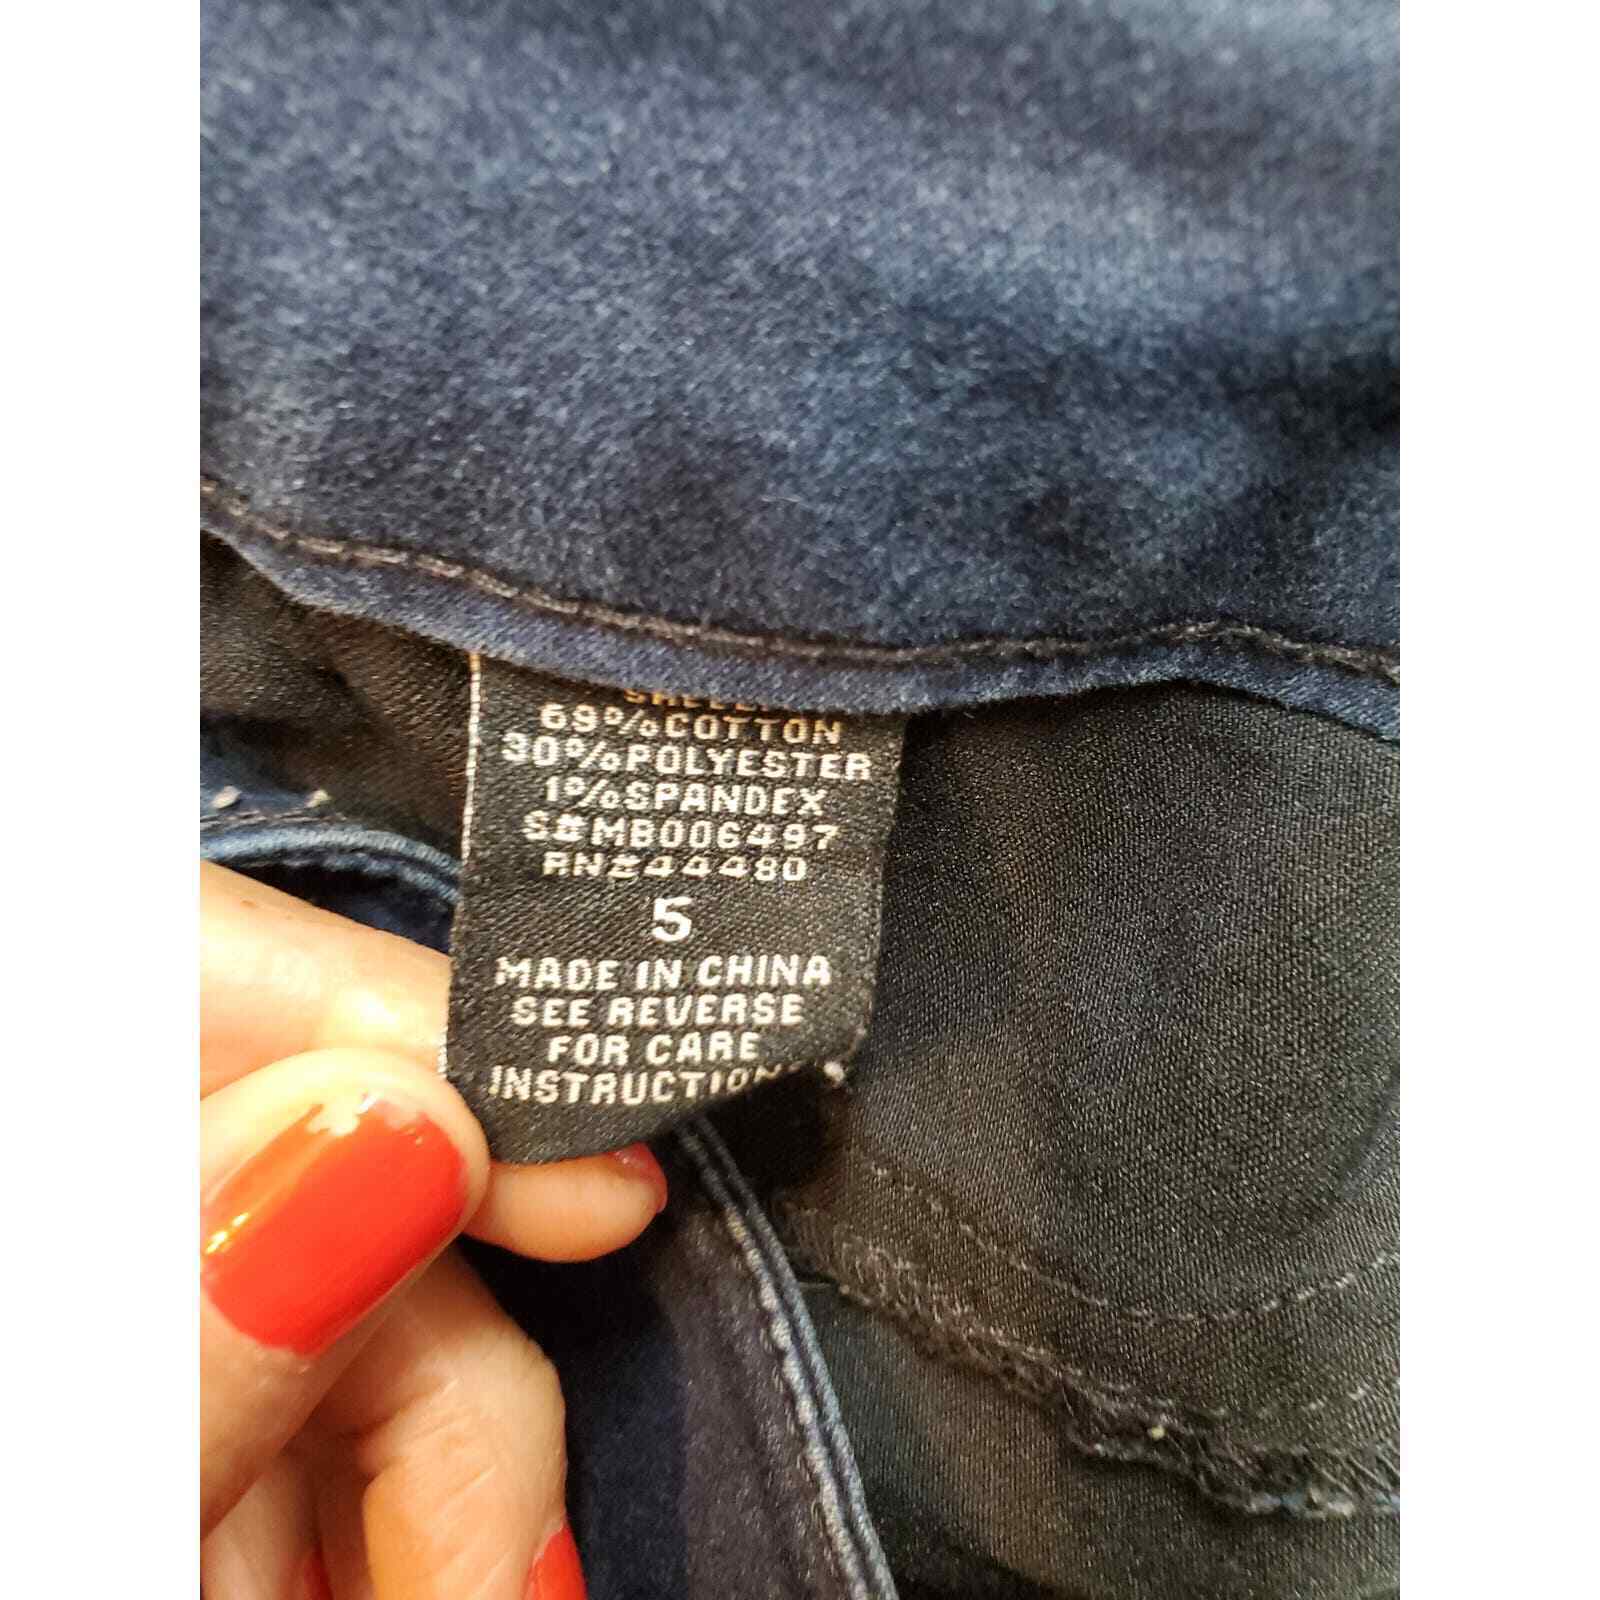 69%COTTON
30%POLYESTER
1%SPANDEX
S#MB006497
RN#44480
5
MADE IN CHINA
SEE REVERSE
FOR CARE